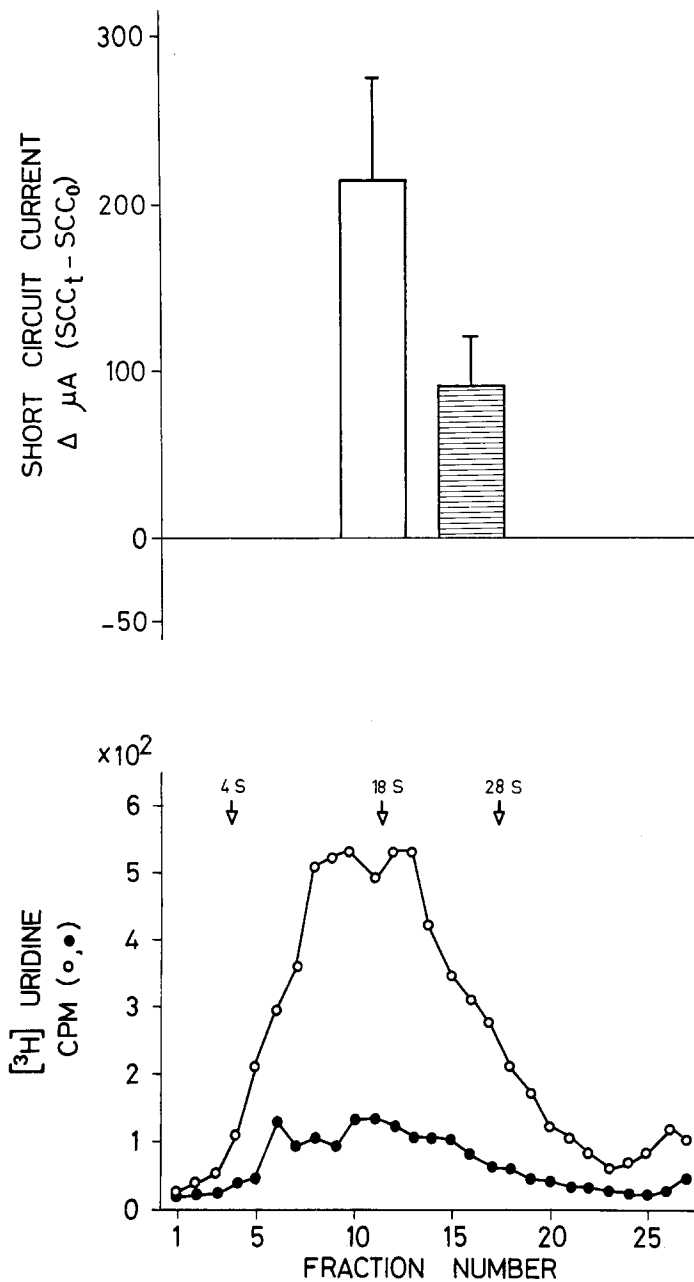 300
200
100
0
-50
SHORT CIRCUIT CURRENT
Δ µA (SCCt – SCC0)
×10²
4 S
18 S
28 S
6
5
4
3
2
1
0
[³H] URIDINE
CPM (○,●)
1
5
10
15
20
25
FRACTION NUMBER